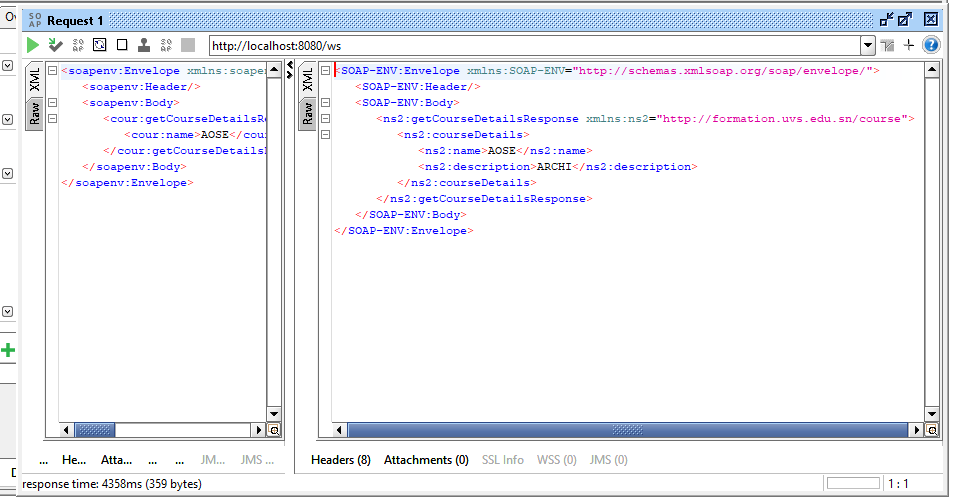 SO AP Request 1
http://localhost:8080/ws
XML
Raw
<soapenv:Envelope xmlns:soapen
<soapenv:Header/>
<soapenv:Body>
<cour:getCourseDetailsR
<cour:name>AOSE</cou
</cour:getCourseDetails
</soapenv:Body>
</soapenv:Envelope>
XML
Raw
<SOAP-ENV:Envelope xmlns:SOAP-ENV="http://schemas.xmlsoap.org/soap/envelope/">
<SOAP-ENV:Header/>
<SOAP-ENV:Body>
<ns2:getCourseDetailsResponse xmlns:ns2="http://formation.uvs.edu.sn/course">
<ns2:courseDetails>
<ns2:name>AOSE</ns2:name>
<ns2:description>ARCHI</ns2:description>
</ns2:courseDetails>
</ns2:getCourseDetailsResponse>
</SOAP-ENV:Body>
</SOAP-ENV:Envelope>
... He... Atta... ... ... JM... JMS ...
Headers (8) Attachments (0) SSL Info WSS (0) JMS (0)
response time: 4358ms (359 bytes)
1 : 1